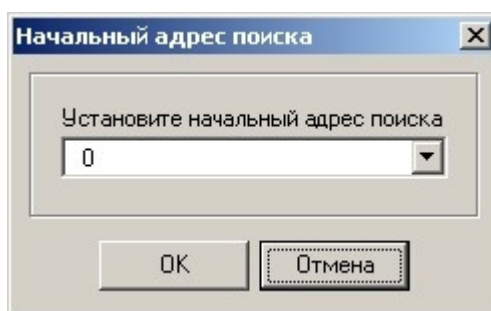 Начальный адрес поиска
Установите начальный адрес поиска
0
OK
Отмена